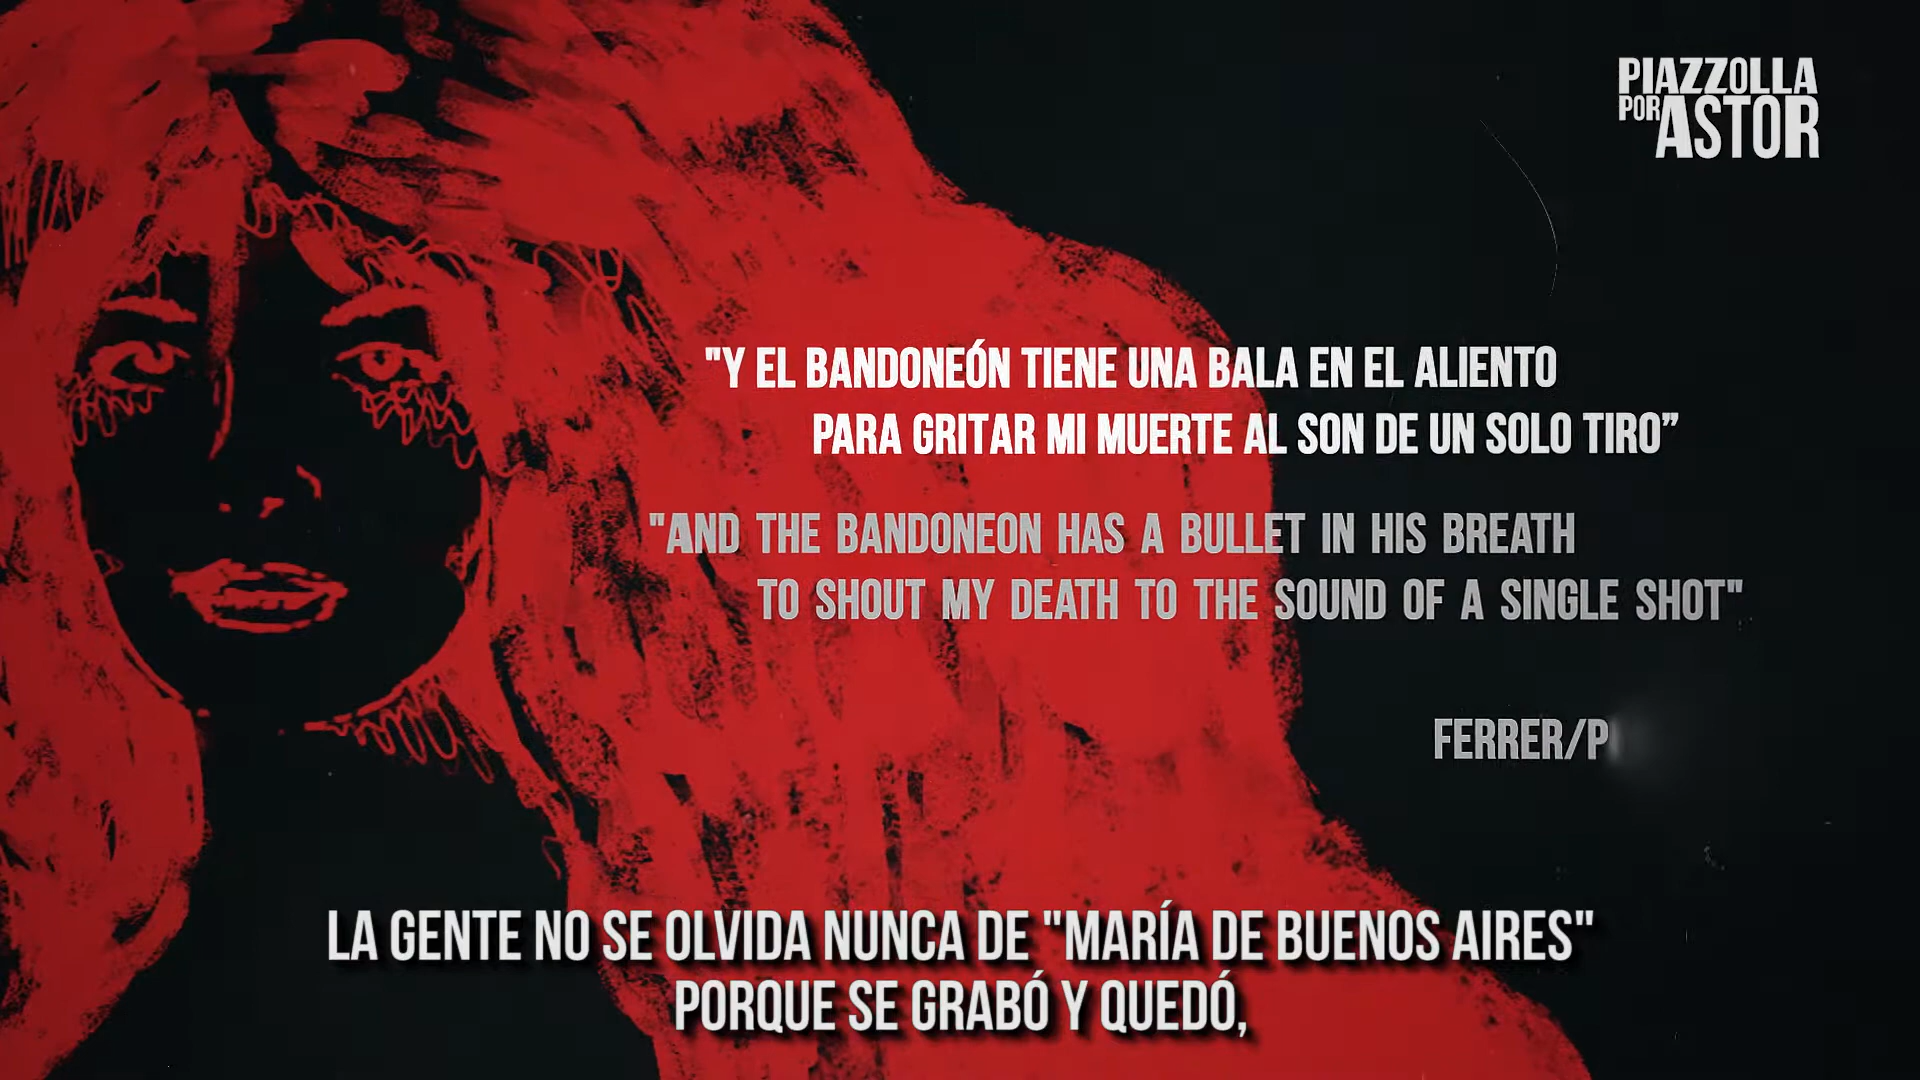 PIAZZOLLA
POR ASTOR
"Y EL BANDONEÓN TIENE UNA BALA EN EL ALIENTO
PARA GRITAR MI MUERTE AL SON DE UN SOLO TIRO”
"AND THE BANDONEON HAS A BULLET IN HIS BREATH
TO SHOUT MY DEATH TO THE SOUND OF A SINGLE SHOT"
FERRER/P
LA GENTE NO SE OLVIDA NUNCA DE "MARÍA DE BUENOS AIRES"
PORQUE SE GRABÓ Y QUEDÓ,